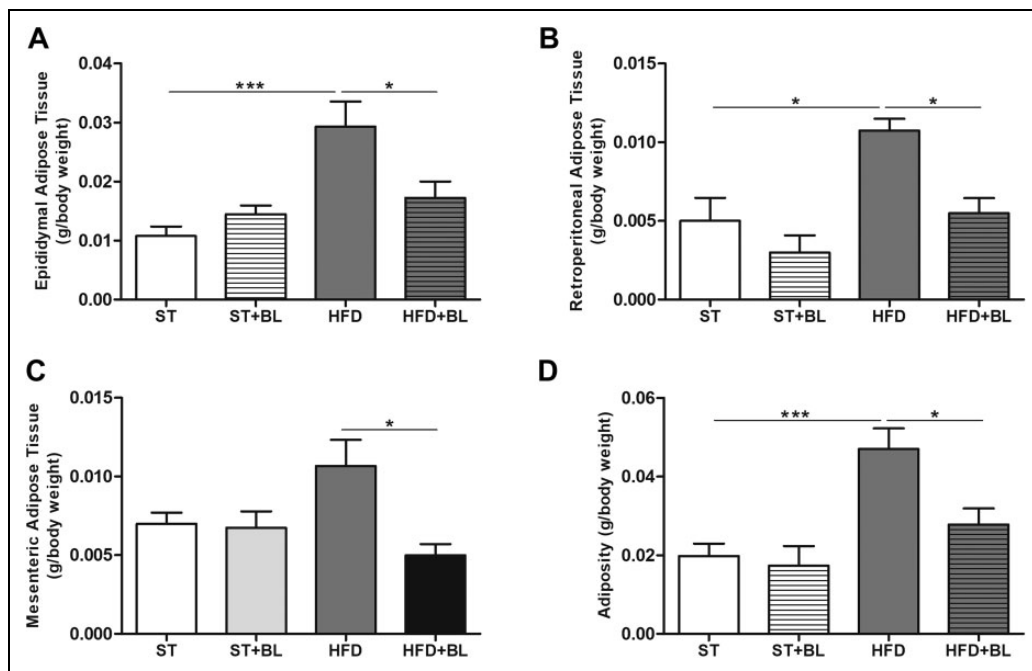 A
Epididymal Adipose Tissue
(g/body weight)
0.04
0.03
0.02
0.01
0.00
***
*
ST
ST+BL
HFD
HFD+BL
B
Retroperitoneal Adipose Tissue
(g/body weight)
0.015
0.010
0.005
0.000
*
*
ST
ST+BL
HFD
HFD+BL
C
Mesenteric Adipose Tissue
(g/body weight)
0.015
0.010
0.005
0.000
*
ST
ST+BL
HFD
HFD+BL
D
Adiposity (g/body weight)
0.06
0.04
0.02
0.00
***
*
ST
ST+BL
HFD
HFD+BL